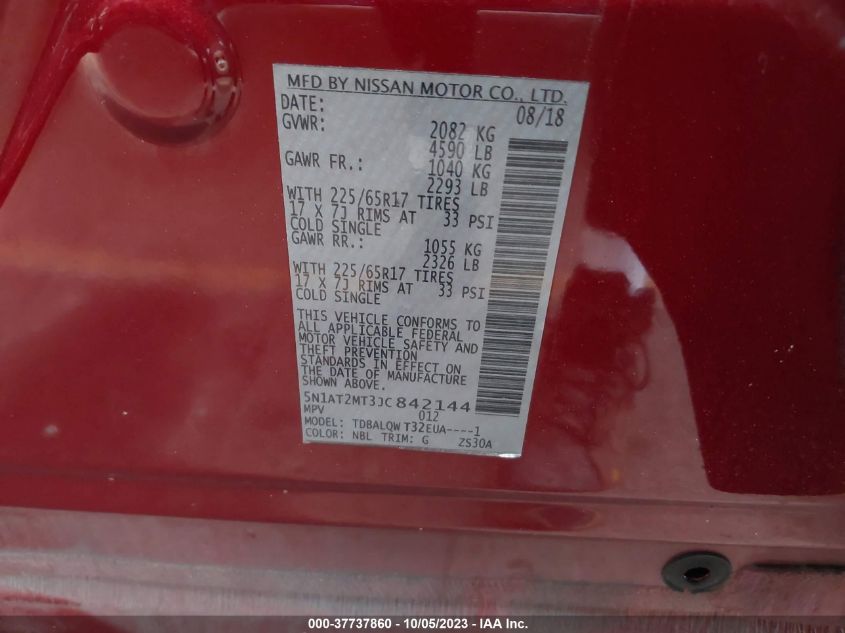 MFD BY NISSAN MOTOR CO., LTD.
DATE: 08/18
GVWR: 2082 KG
4590 LB
GAWR FR.: 1040 KG
2293 LB
WITH 225/65R17 TIRES
17 X 7J RIMS AT 33 PSI
COLD SINGLE
GAWR RR.: 1055 KG
2326 LB
WITH 225/65R17 TIRES
17 X 7J RIMS AT 33 PSI
COLD SINGLE
THIS VEHICLE CONFORMS TO
ALL APPLICABLE FEDERAL
MOTOR VEHICLE SAFETY AND
THEFT PREVENTION
STANDARDS IN EFFECT ON
THE DATE OF MANUFACTURE
SHOWN ABOVE.
5N1AT2MT3JC842144
MPV 012
MODEL: TDBALQW T32EUA----1
COLOR: NBL TRIM: G ZS30A
000-37737860 - 10/05/2023 - IAA Inc.